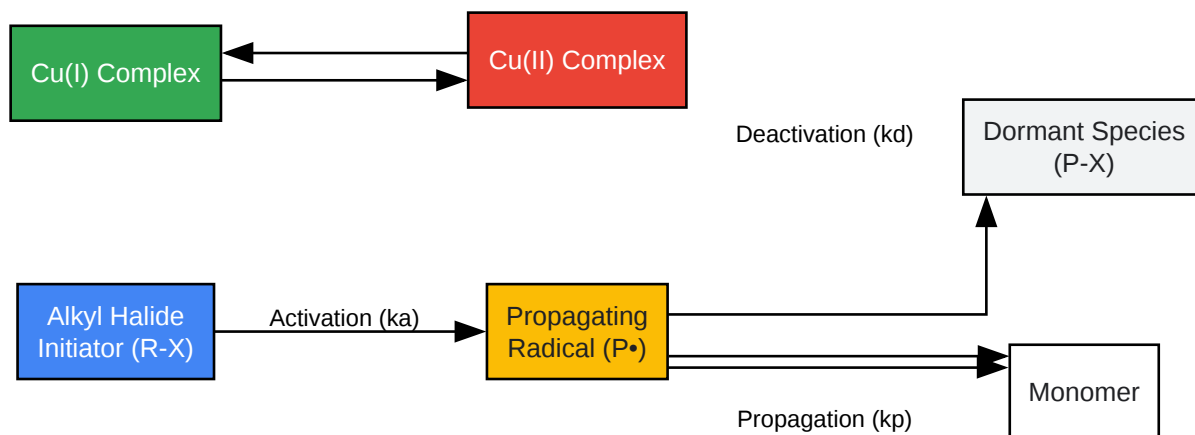 Cu(I) Complex
Cu(II) Complex
Deactivation (kd)
Dormant Species
(P-X)
Alkyl Halide
Initiator (R-X)
Activation (ka)
Propagating
Radical (P•)
Monomer
Propagation (kp)